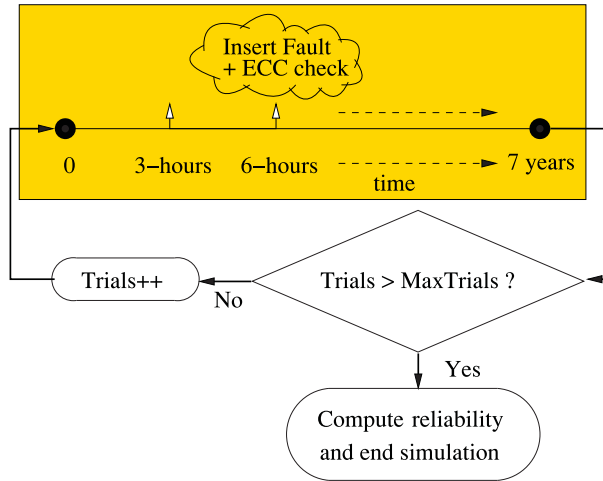 Insert Fault
+ ECC check
0
3−hours
6−hours
time
7 years
Trials++
No
Trials > MaxTrials ?
Yes
Compute reliability
and end simulation